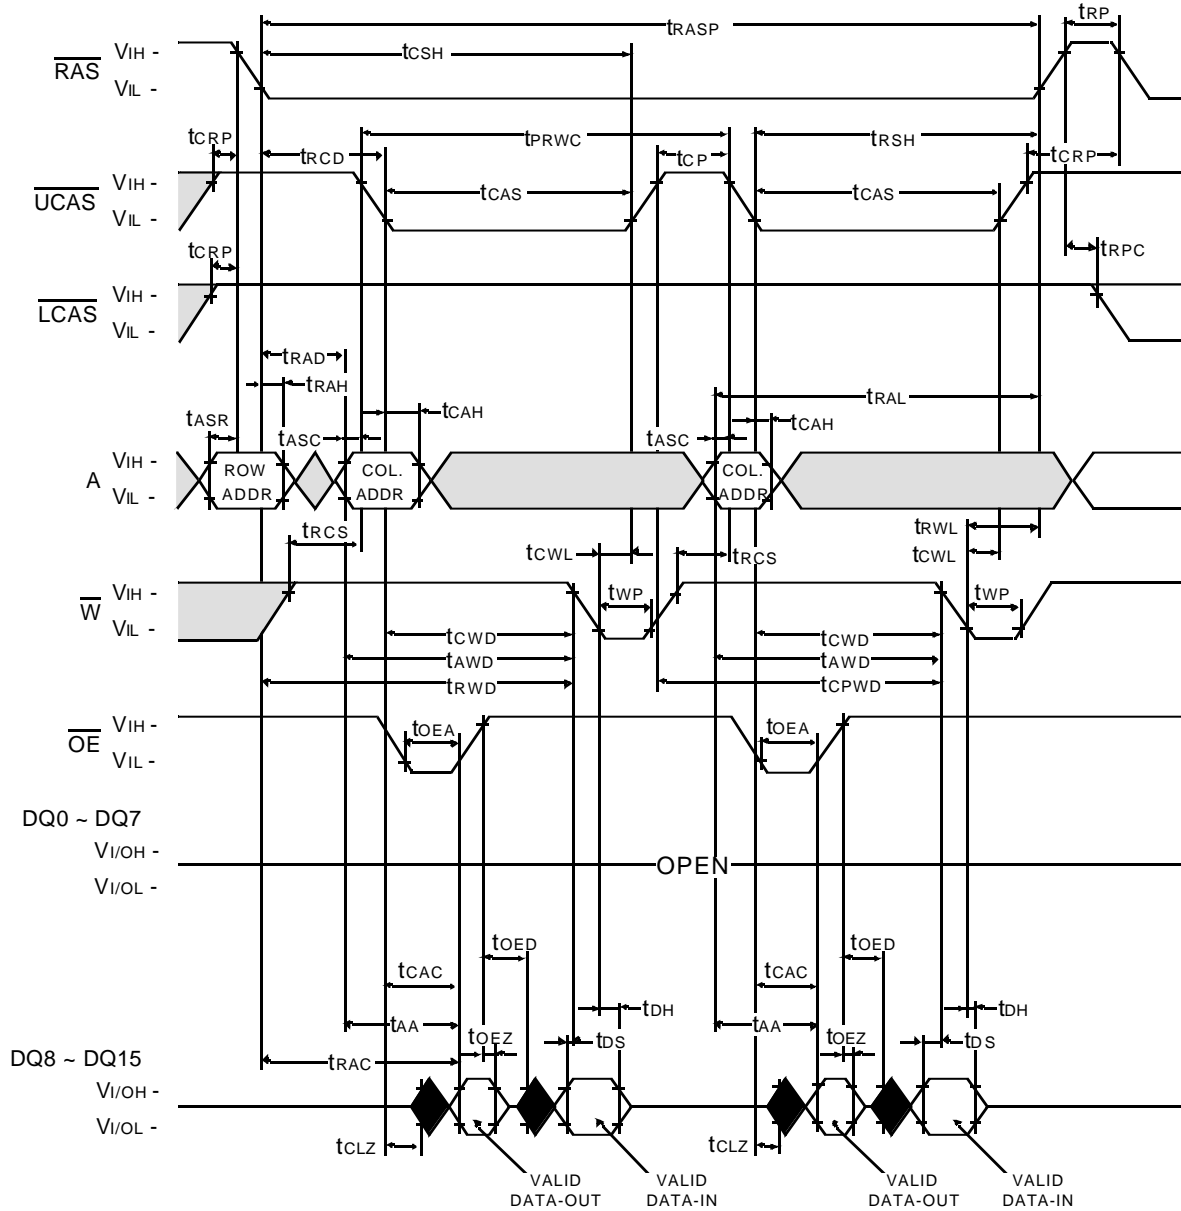 tRASP
tRP
tCSH
RAS
VIH -
VIL -
tCRP
tRCD
tPRWC
tCP
tRSH
tCRP
UCAS
VIH -
VIL -
tCAS
tCAS
tCRP
tRPC
LCAS
VIH -
VIL -
tRAD
tRAH
tRAL
tASR
tCAH
tCAH
tASC
tASC
A
VIH -
VIL -
ROW
ADDR
COL.
ADDR
COL.
ADDR
tRCS
tCWL
tRCS
tRWL
tCWL
W
VIH -
VIL -
tWP
tWP
tCWD
tCWD
tAWD
tAWD
tRWD
tCPWD
OE
VIH -
VIL -
tOEA
tOEA
DQ0 ~ DQ7
VI/OH -
VI/OL -
OPEN
tOED
tOED
tCAC
tCAC
tDH
tDH
tAA
tAA
tOEZ
tDS
tOEZ
tDS
tRAC
DQ8 ~ DQ15
VI/OH -
VI/OL -
tCLZ
tCLZ
VALID
DATA-OUT
VALID
DATA-IN
VALID
DATA-OUT
VALID
DATA-IN